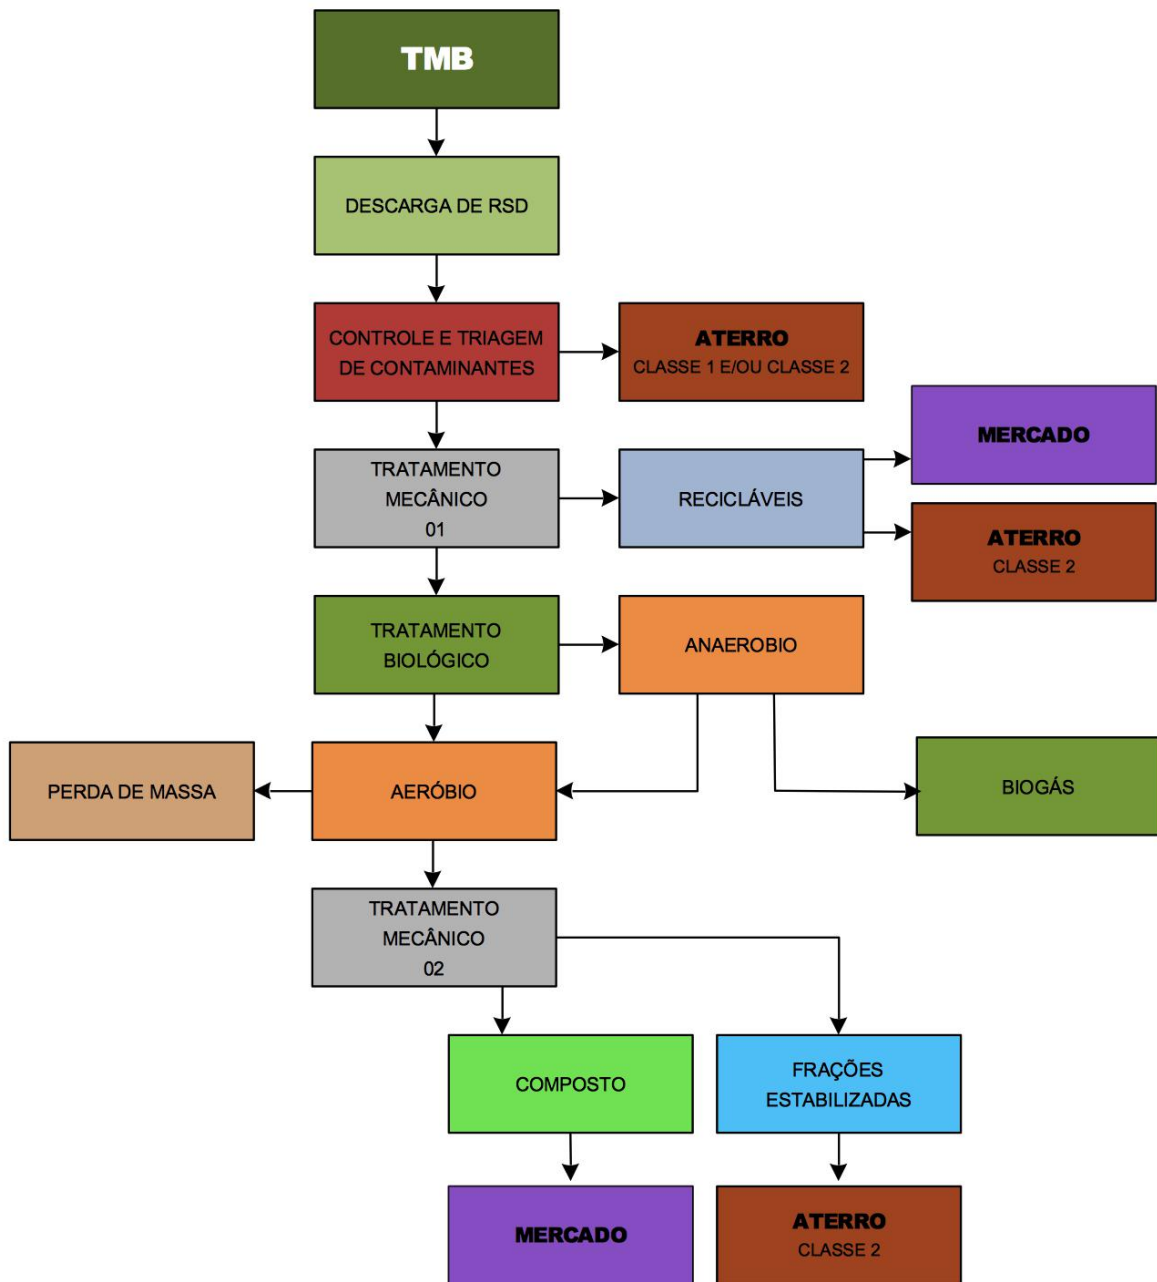 TMB
DESCARGA DE RSD
CONTROLE E TRIAGEM
DE CONTAMINANTES
ATERRO
CLASSE 1 E/OU CLASSE 2
MERCADO
TRATAMENTO
MECÂNICO
01
RECICLÁVEIS
ATERRO
CLASSE 2
TRATAMENTO
BIOLÓGICO
ANAEROBIO
PERDA DE MASSA
AERÓBIO
BIOGÁS
TRATAMENTO
MECÂNICO
02
COMPOSTO
FRAÇÕES
ESTABILIZADAS
MERCADO
ATERRO
CLASSE 2